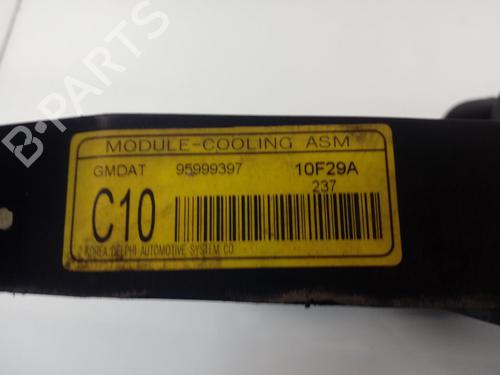 MODULE-COOLING ASM
GMDAT 95999397 10F29A
237
C10
KOREA DELPHI AUTOMOTIVE SYSTEM CO
B-PARTS